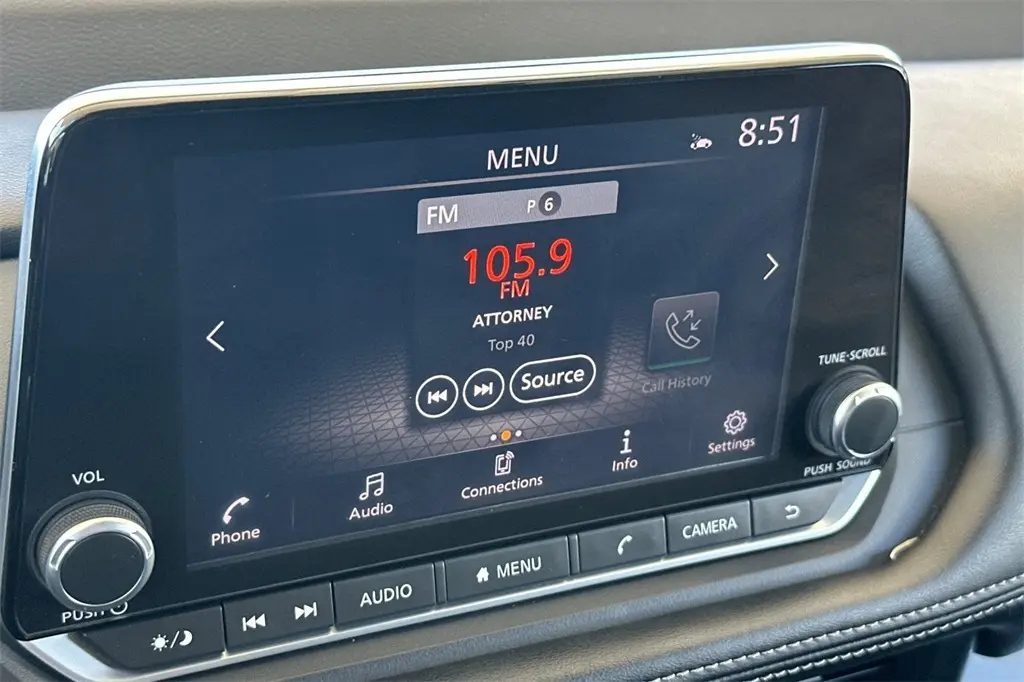 MENU
8:51
FM P 6
105.9
FM
ATTORNEY
Top 40
Source
Call History
Phone
Audio
Connections
Info
Settings
VOL
PUSH
TUNE·SCROLL
PUSH SOUND
AUDIO
MENU
CAMERA